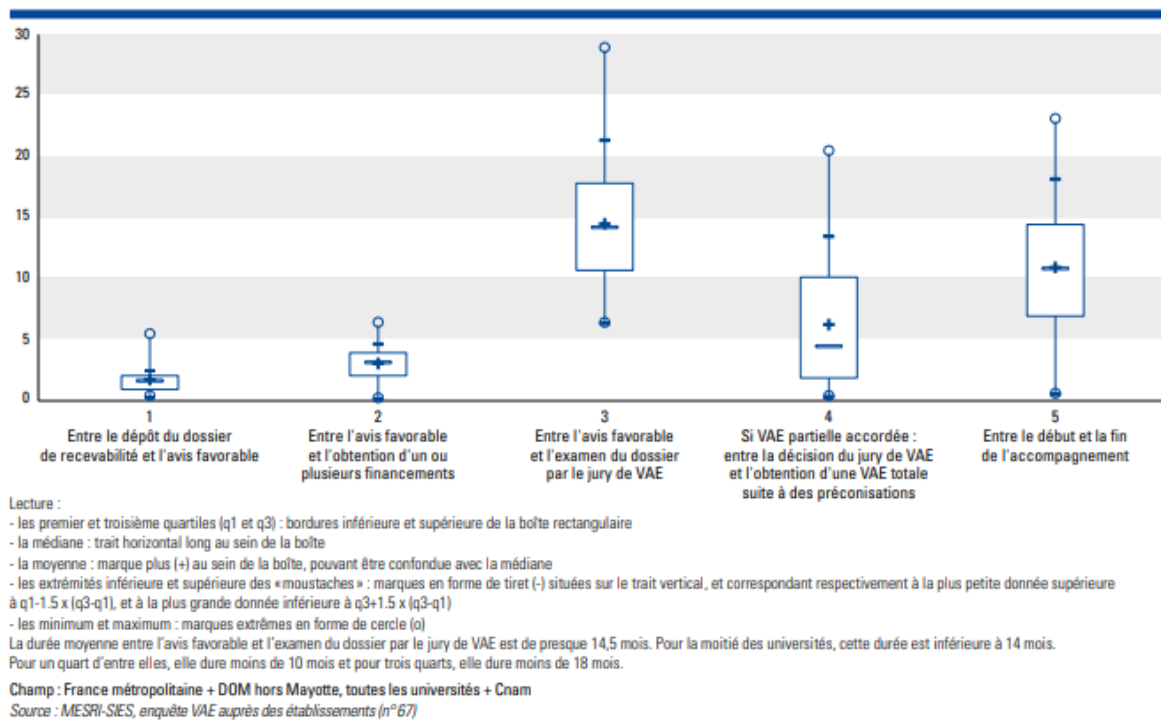 30
25
20
15
10
5
0
1
Entre le dépôt du dossier
de recevabilité et l'avis favorable
2
Entre l'avis favorable
et l'obtention d'un ou
plusieurs financements
3
Entre l'avis favorable
et l'examen du dossier
par le jury de VAE
4
Si VAE partielle accordée :
entre la décision du jury de VAE
et l'obtention d'une VAE totale
suite à des préconisations
5
Entre le début et la fin
de l'accompagnement
Lecture :
- les premier et troisième quartiles (q1 et q3) : bordures inférieure et supérieure de la boîte rectangulaire
- la médiane : trait horizontal long au sein de la boîte
- la moyenne : marque plus (+) au sein de la boîte, pouvant être confondue avec la médiane
- les extrémités inférieure et supérieure des «moustaches» : marques en forme de tiret (-) situées sur le trait vertical, et correspondant respectivement à la plus petite donnée supérieure
à q1-1.5 x (q3-q1), et à la plus grande donnée inférieure à q3+1.5 x (q3-q1)
- les minimum et maximum : marques extrêmes en forme de cercle (o)
La durée moyenne entre l'avis favorable et l'examen du dossier par le jury de VAE est de presque 14,5 mois. Pour la moitié des universités, cette durée est inférieure à 14 mois.
Pour un quart d'entre elles, elle dure moins de 10 mois et pour trois quarts, elle dure moins de 18 mois.
Champ : France métropolitaine + DOM hors Mayotte, toutes les universités + Cnam
Source : MESRI-SIES, enquête VAE auprès des établissements (n°67)